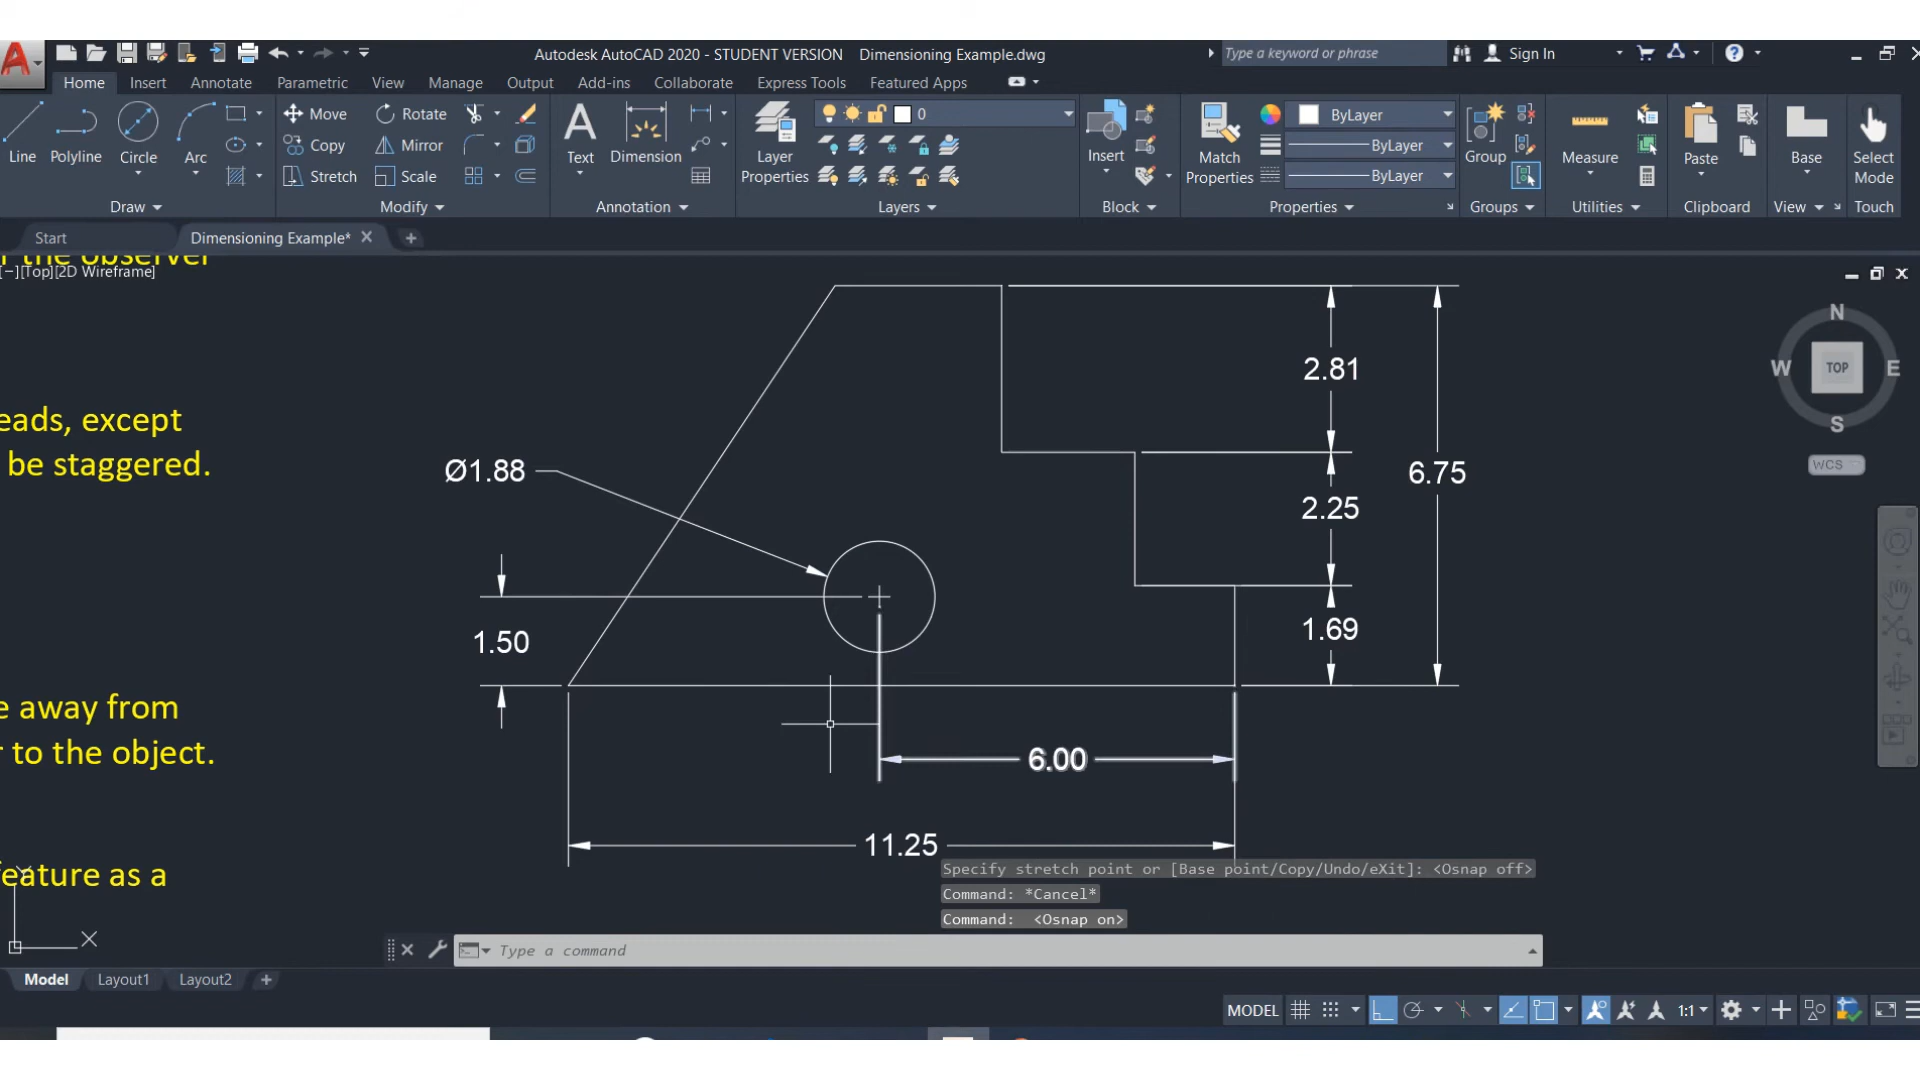 Autodesk AutoCAD 2020 - STUDENT VERSION Dimensioning Example.dwg
Type a keyword or phrase
Sign In
Home Insert Annotate Parametric View Manage Output Add-ins Collaborate Express Tools Featured Apps
Line Polyline Circle Arc
Move Rotate
Copy Mirror
Stretch Scale
Text Dimension
Layer Properties
0
Insert
Match Properties
ByLayer
ByLayer
ByLayer
Group
Measure
Paste
Base
Select Mode
Draw Modify Annotation Layers Block Properties Groups Utilities Clipboard View Touch
Start Dimensioning Example*
the observer
[−][Top][2D Wireframe]
N
W TOP E
S
WCS
eads, except
be staggered.
e away from
to the object.
feature as a
2.81
Ø1.88
6.75
2.25
1.50
1.69
6.00
11.25
Specify stretch point or [Base point/Copy/Undo/eXit]: <Osnap off>
Command: *Cancel*
Command: <Osnap on>
Type a command
X
Model Layout1 Layout2
MODEL 1:1